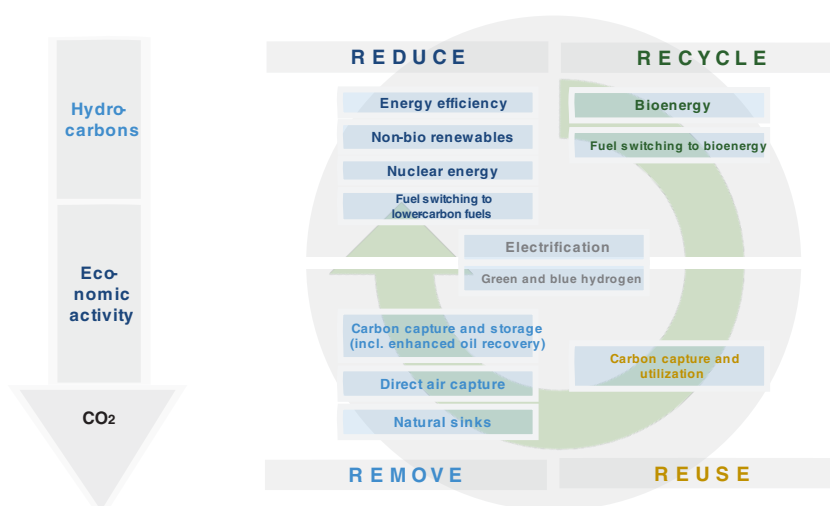 Hydro-
carbons
Eco-
nomic
activity
CO2
REDUCE
Energy efficiency
Non-bio renewables
Nuclear energy
Fuel switching to
lower-carbon fuels
RECYCLE
Bioenergy
Fuel switching to bioenergy
Electrification
Green and blue hydrogen
Carbon capture and storage
(incl. enhanced oil recovery)
Direct air capture
Natural sinks
REMOVE
Carbon capture and
utilization
REUSE